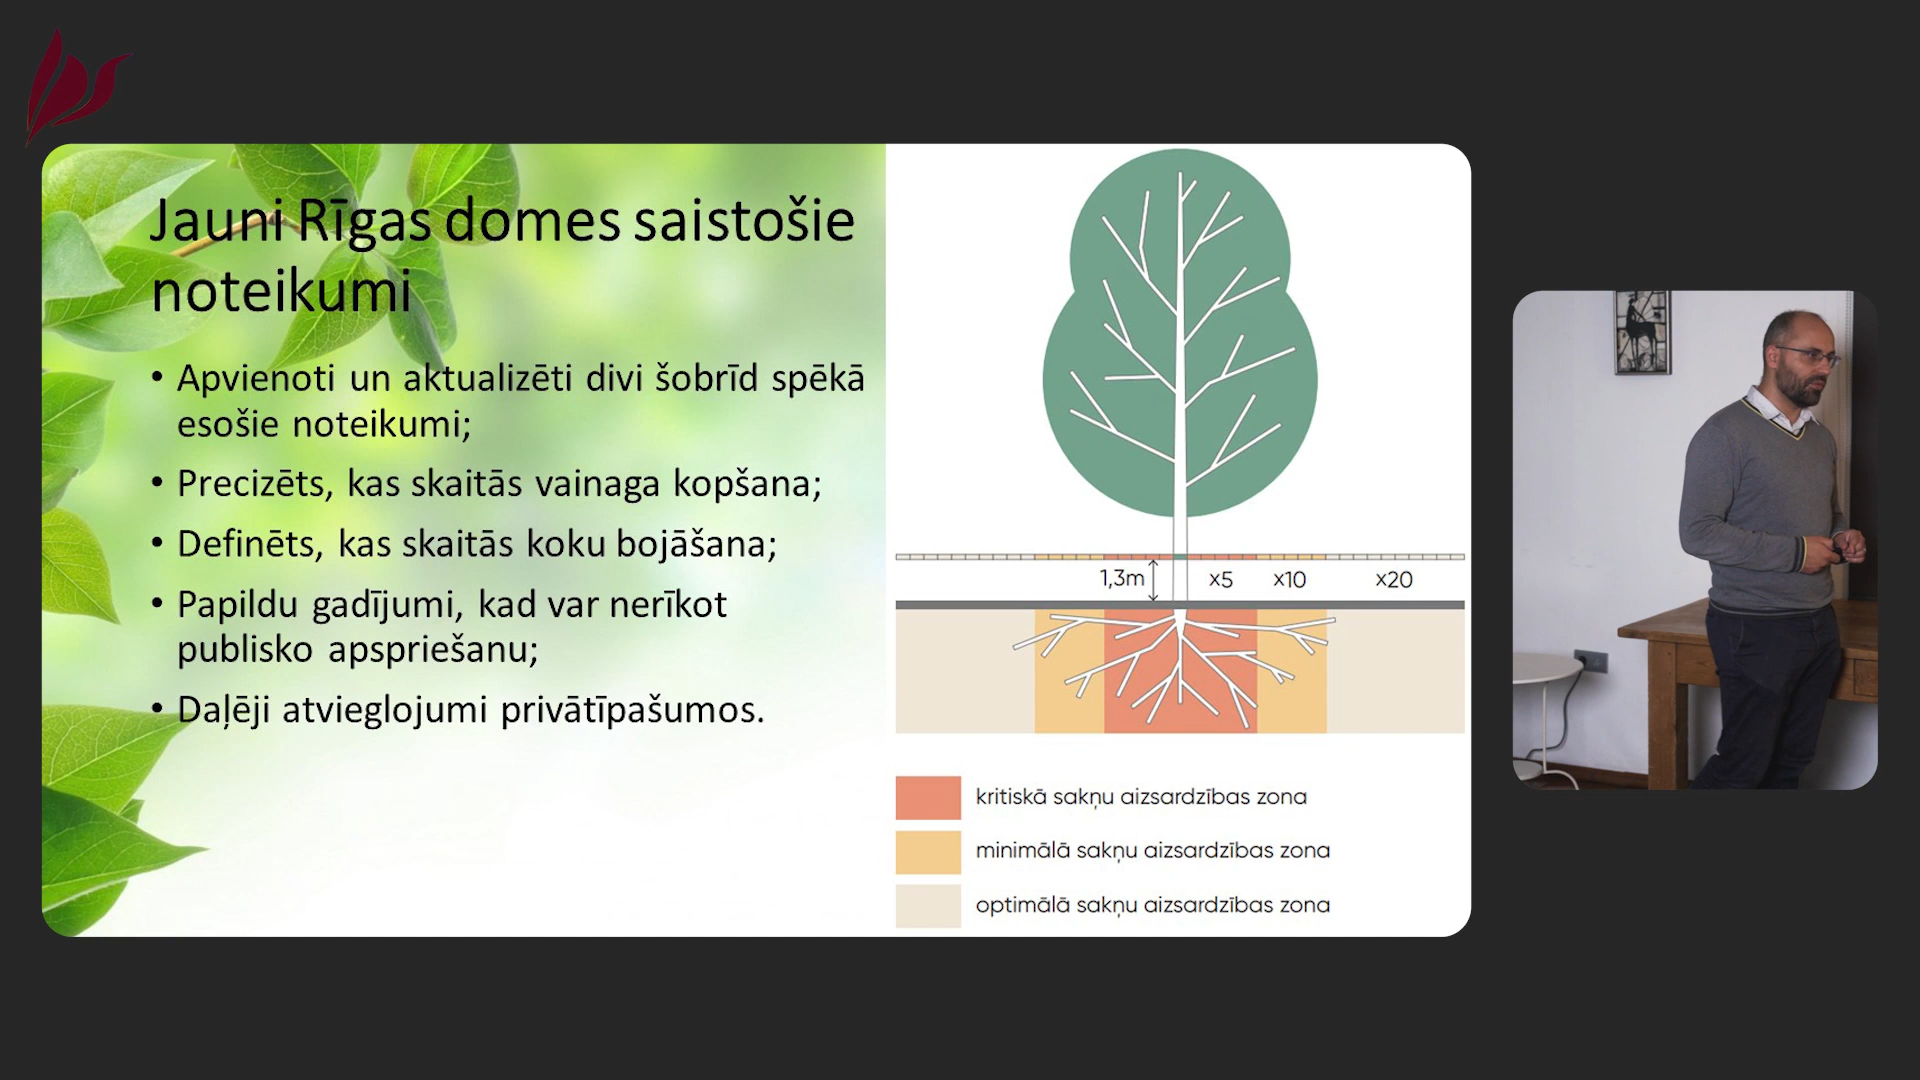 Jauni Rīgas domes saistošie
noteikumi
• Apvienoti un aktualizēti divi šobrīd spēkā
esošie noteikumi;
• Precizēts, kas skaitās vainaga kopšana;
• Definēts, kas skaitās koku bojāšana;
• Papildu gadījumi, kad var nerīkot
publisko apspriešanu;
• Daļēji atvieglojumi privātīpašumos.
1,3m x5 x10 x20
kritiskā sakņu aizsardzības zona
minimālā sakņu aizsardzības zona
optimālā sakņu aizsardzības zona